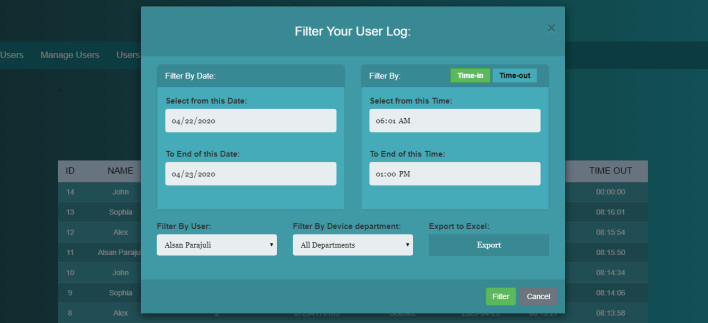 Filter Your User Log:
×
Users Manage Users Users
Filter By Date:
Filter By: Time-in Time-out
Select from this Date:
04/22/2020
To End of this Date:
04/23/2020
Select from this Time:
06:01 AM
To End of this Time:
01:00 PM
Filter By User:
Alsan Parajuli
Filter By Device department:
All Departments
Export to Excel:
Export
Filter Cancel
ID NAME TIME OUT
14 John 00:00:00
13 Sophia 08:16:01
12 Alex 08:15:54
11 Alsan Paraju 08:15:50
10 John 08:14:34
9 Sophia 08:14:06
8 Alex 08:13:58